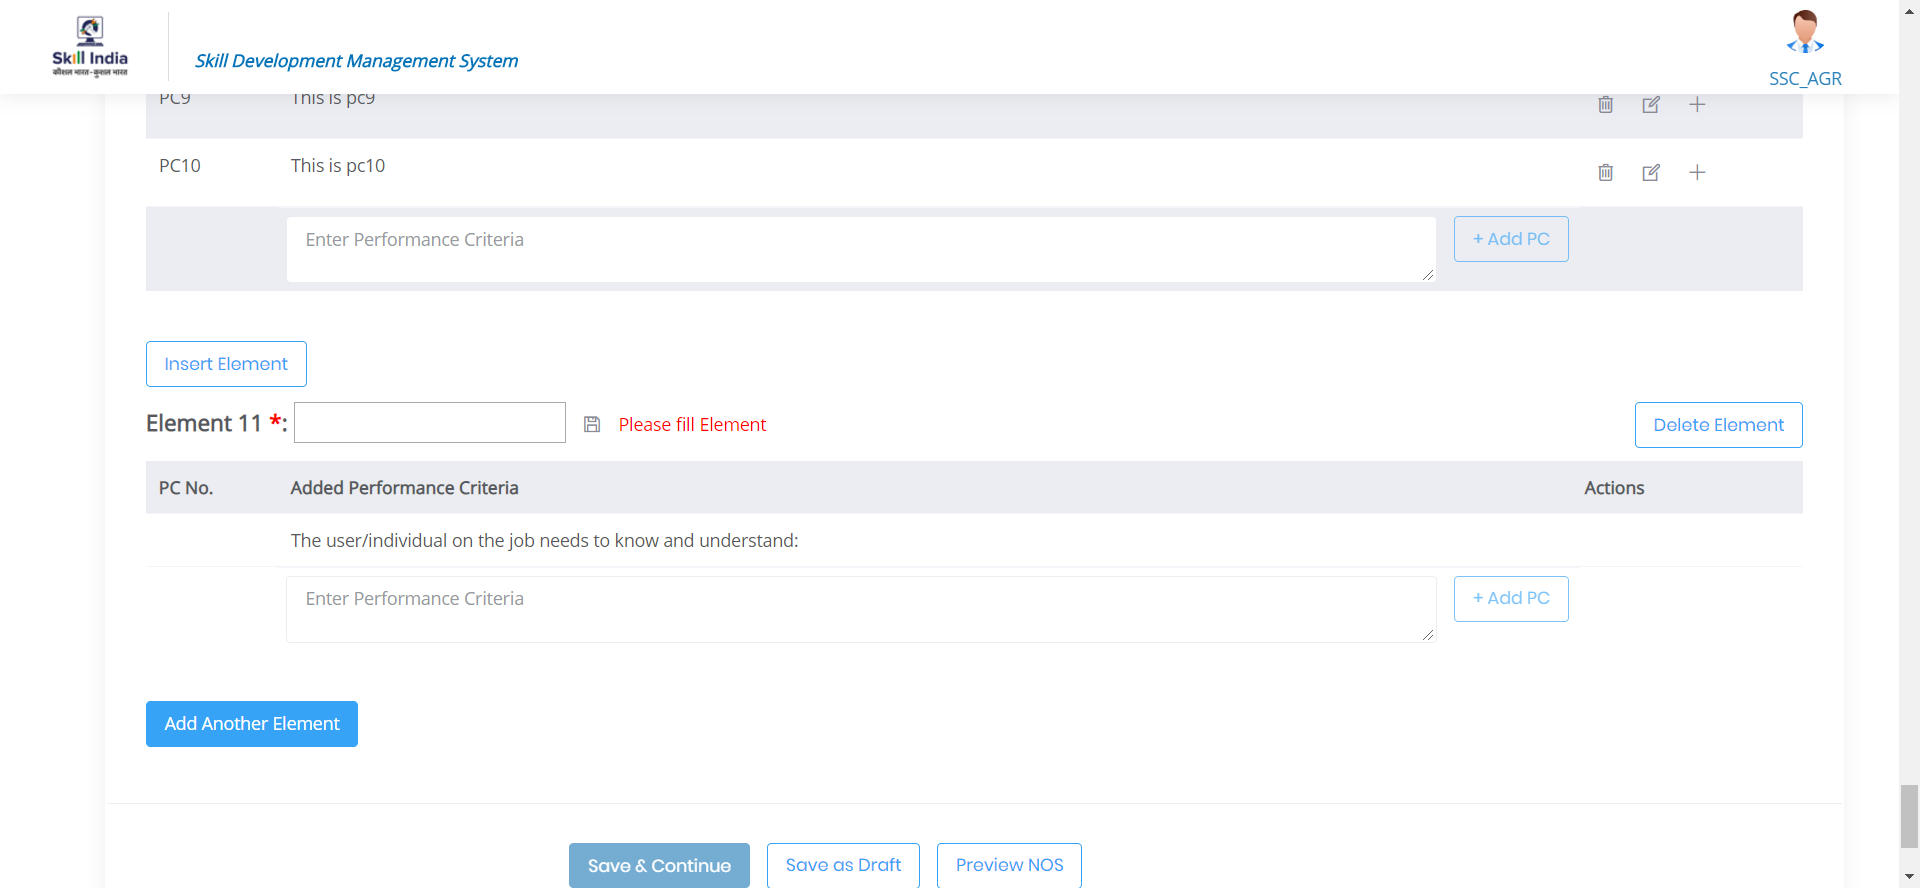 Skill India
कौशल भारत-कुशल भारत
Skill Development Management System
SSC_AGR
PC9 This is pc9
PC10 This is pc10
Enter Performance Criteria
+ Add PC
Insert Element
Element 11 *: Please fill Element
Delete Element
PC No. Added Performance Criteria Actions
The user/individual on the job needs to know and understand:
Enter Performance Criteria
+ Add PC
Add Another Element
Save & Continue Save as Draft Preview NOS